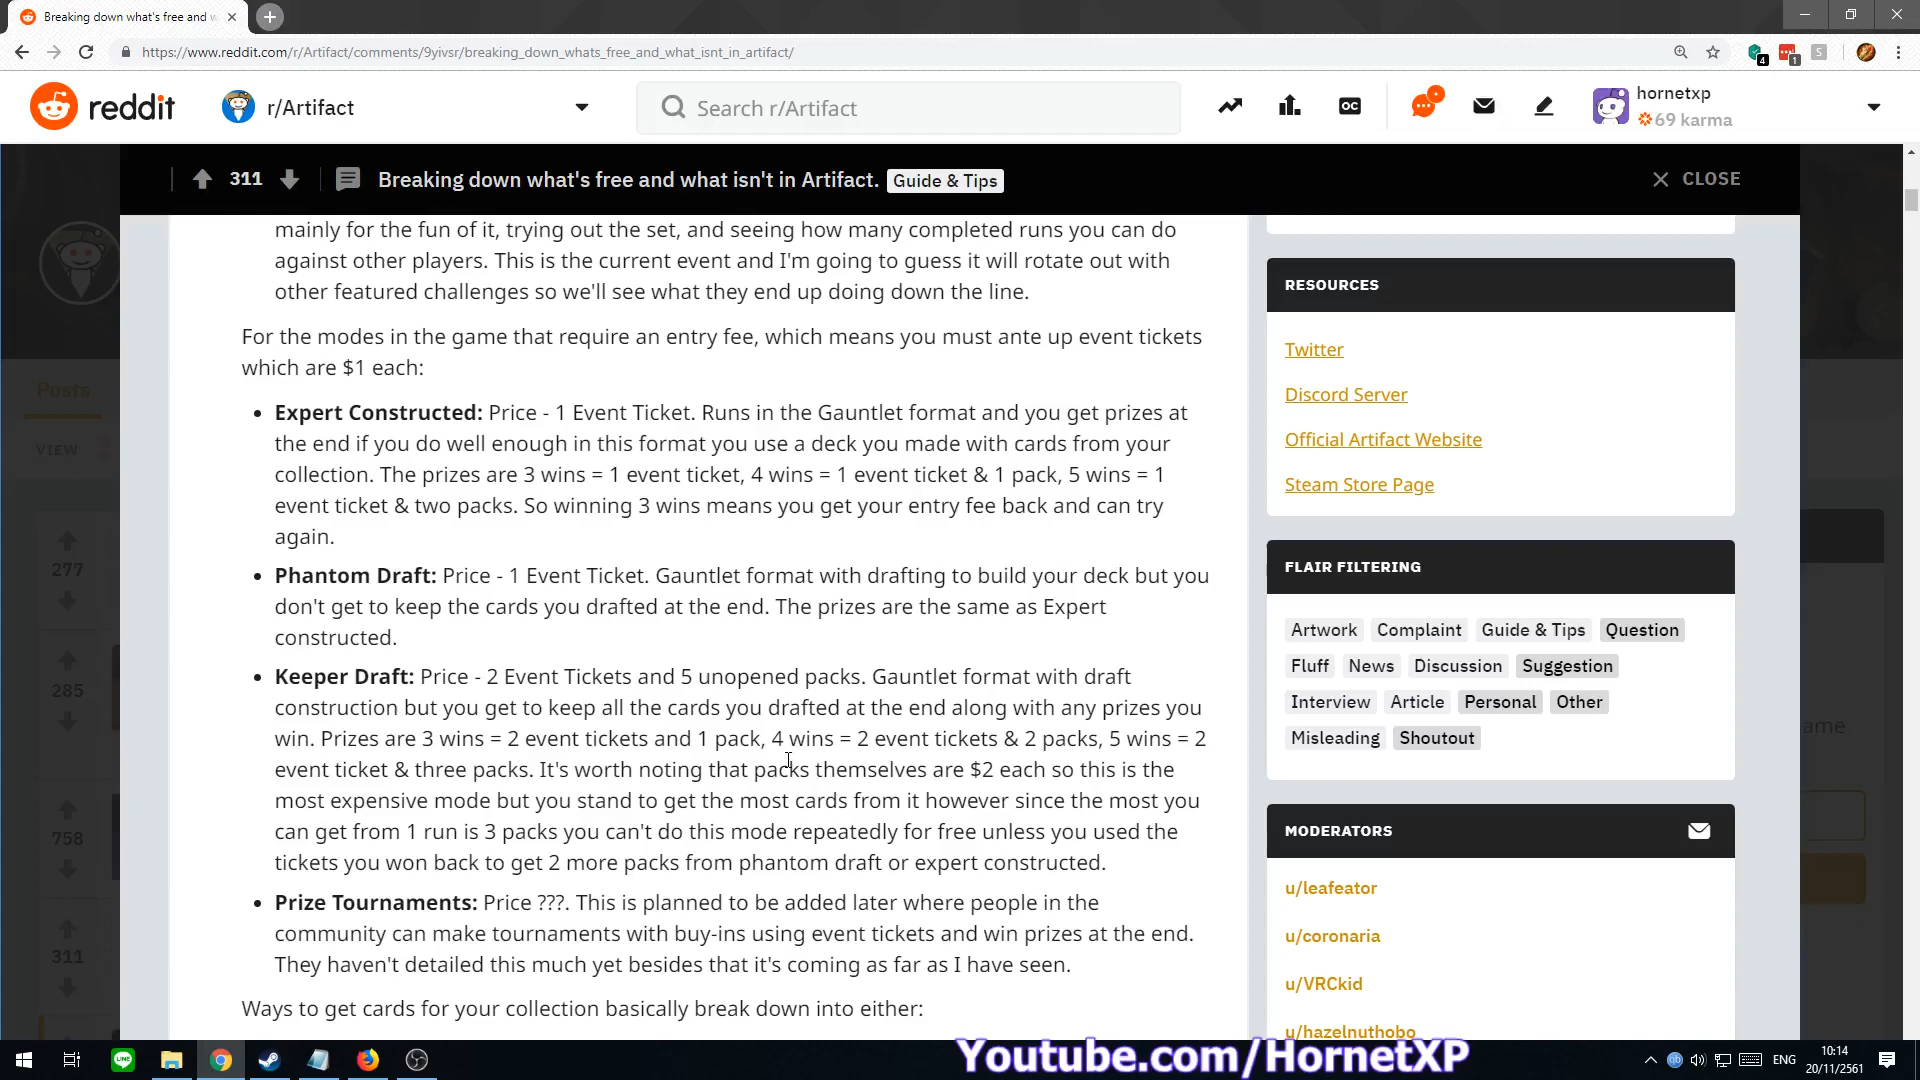 Breaking down what's free and w
https://www.reddit.com/r/Artifact/comments/9yivsr/breaking_down_whats_free_and_what_isnt_in_artifact/
4
1
S
reddit
r/Artifact
Search r/Artifact
OC
hornetxp
69 karma
311
Breaking down what's free and what isn't in Artifact.
Guide & Tips
CLOSE
mainly for the fun of it, trying out the set, and seeing how many completed runs you can do
against other players. This is the current event and I'm going to guess it will rotate out with
other featured challenges so we'll see what they end up doing down the line.
For the modes in the game that require an entry fee, which means you must ante up event tickets
which are $1 each:
• Expert Constructed: Price - 1 Event Ticket. Runs in the Gauntlet format and you get prizes at
the end if you do well enough in this format you use a deck you made with cards from your
collection. The prizes are 3 wins = 1 event ticket, 4 wins = 1 event ticket & 1 pack, 5 wins = 1
event ticket & two packs. So winning 3 wins means you get your entry fee back and can try
again.
• Phantom Draft: Price - 1 Event Ticket. Gauntlet format with drafting to build your deck but you
don't get to keep the cards you drafted at the end. The prizes are the same as Expert
constructed.
• Keeper Draft: Price - 2 Event Tickets and 5 unopened packs. Gauntlet format with draft
construction but you get to keep all the cards you drafted at the end along with any prizes you
win. Prizes are 3 wins = 2 event tickets and 1 pack, 4 wins = 2 event tickets & 2 packs, 5 wins = 2
event ticket & three packs. It's worth noting that packs themselves are $2 each so this is the
most expensive mode but you stand to get the most cards from it however since the most you
can get from 1 run is 3 packs you can't do this mode repeatedly for free unless you used the
tickets you won back to get 2 more packs from phantom draft or expert constructed.
• Prize Tournaments: Price ???. This is planned to be added later where people in the
community can make tournaments with buy-ins using event tickets and win prizes at the end.
They haven't detailed this much yet besides that it's coming as far as I have seen.
Ways to get cards for your collection basically break down into either:
RESOURCES
Twitter
Discord Server
Official Artifact Website
Steam Store Page
FLAIR FILTERING
Artwork Complaint Guide & Tips Question
Fluff News Discussion Suggestion
Interview Article Personal Other
Misleading Shoutout
MODERATORS
u/leafeator
u/coronaria
u/VRCkid
u/hazelnuthobo
Posts
VIEW
277
285
758
311
ame.
Youtube.com/HornetXP
LINE
ENG
10:14
20/11/2561